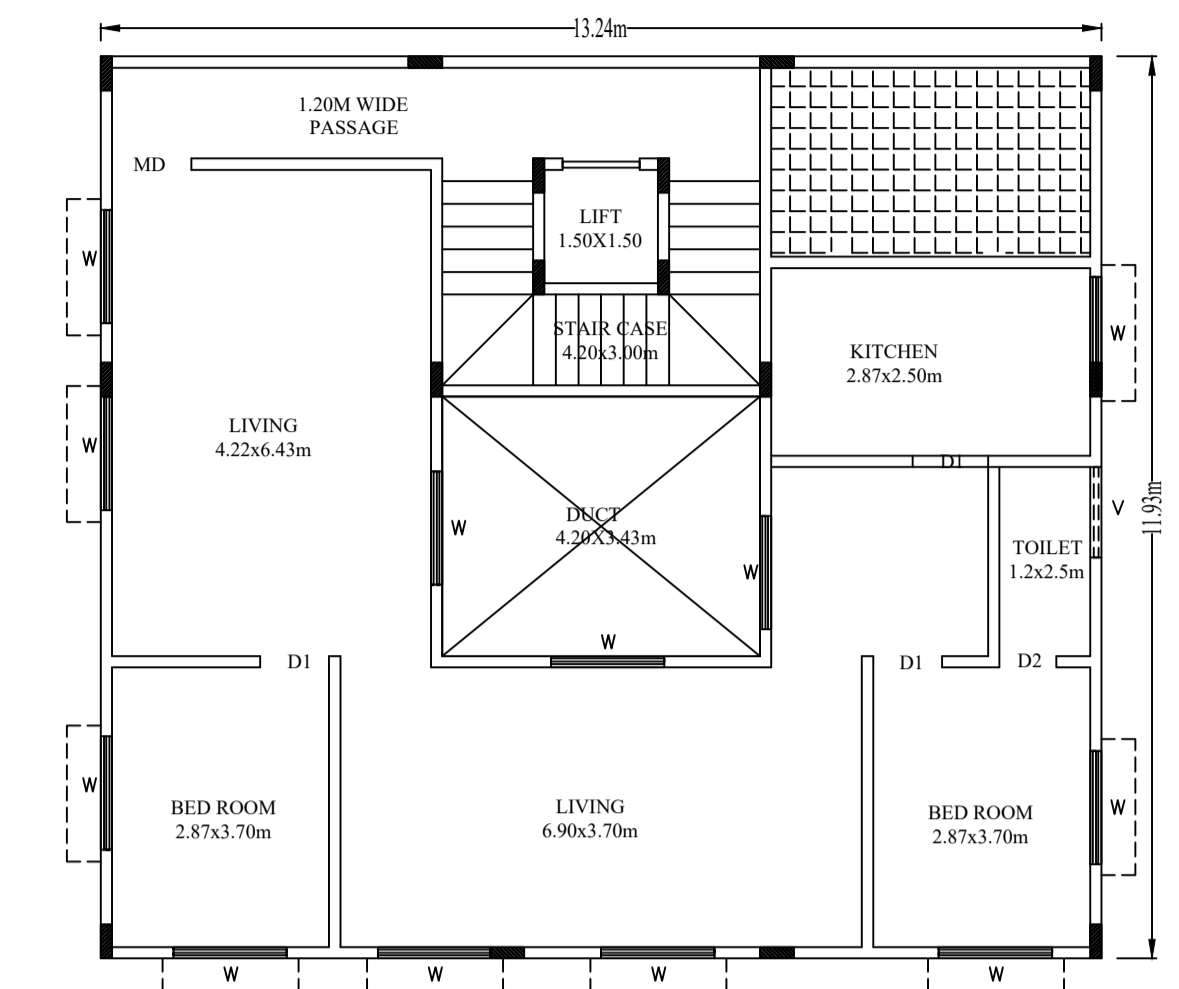 13.24m
1.20M WIDE
PASSAGE
MD
LIFT
1.50X1.50
W
STAIR CASE
4.20x3.00m
W
KITCHEN
2.87x2.50m
LIVING
4.22x6.43m
W
D1
DUCT
4.20X3.43m
W
W
W
V
11.93m
TOILET
1.2x2.5m
D1
D1
D2
W
BED ROOM
2.87x3.70m
LIVING
6.90x3.70m
BED ROOM
2.87x3.70m
W
W
W
W
W